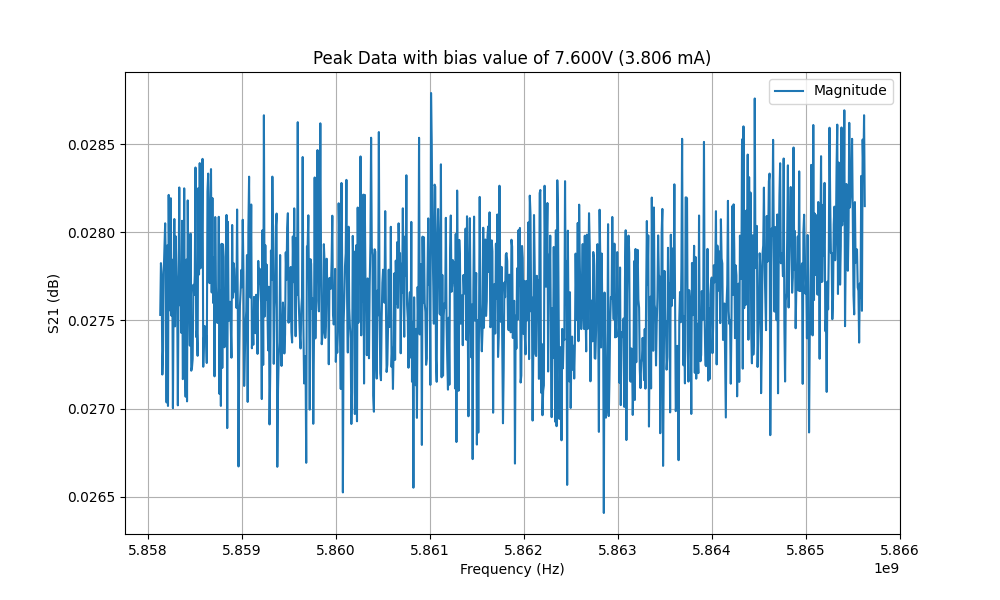 Peak Data with bias value of 7.600V (3.806 mA)
Magnitude
0.0285
0.0280
0.0275
0.0270
0.0265
S21 (dB)
5.858 5.859 5.860 5.861 5.862 5.863 5.864 5.865 5.866
Frequency (Hz)
1e9